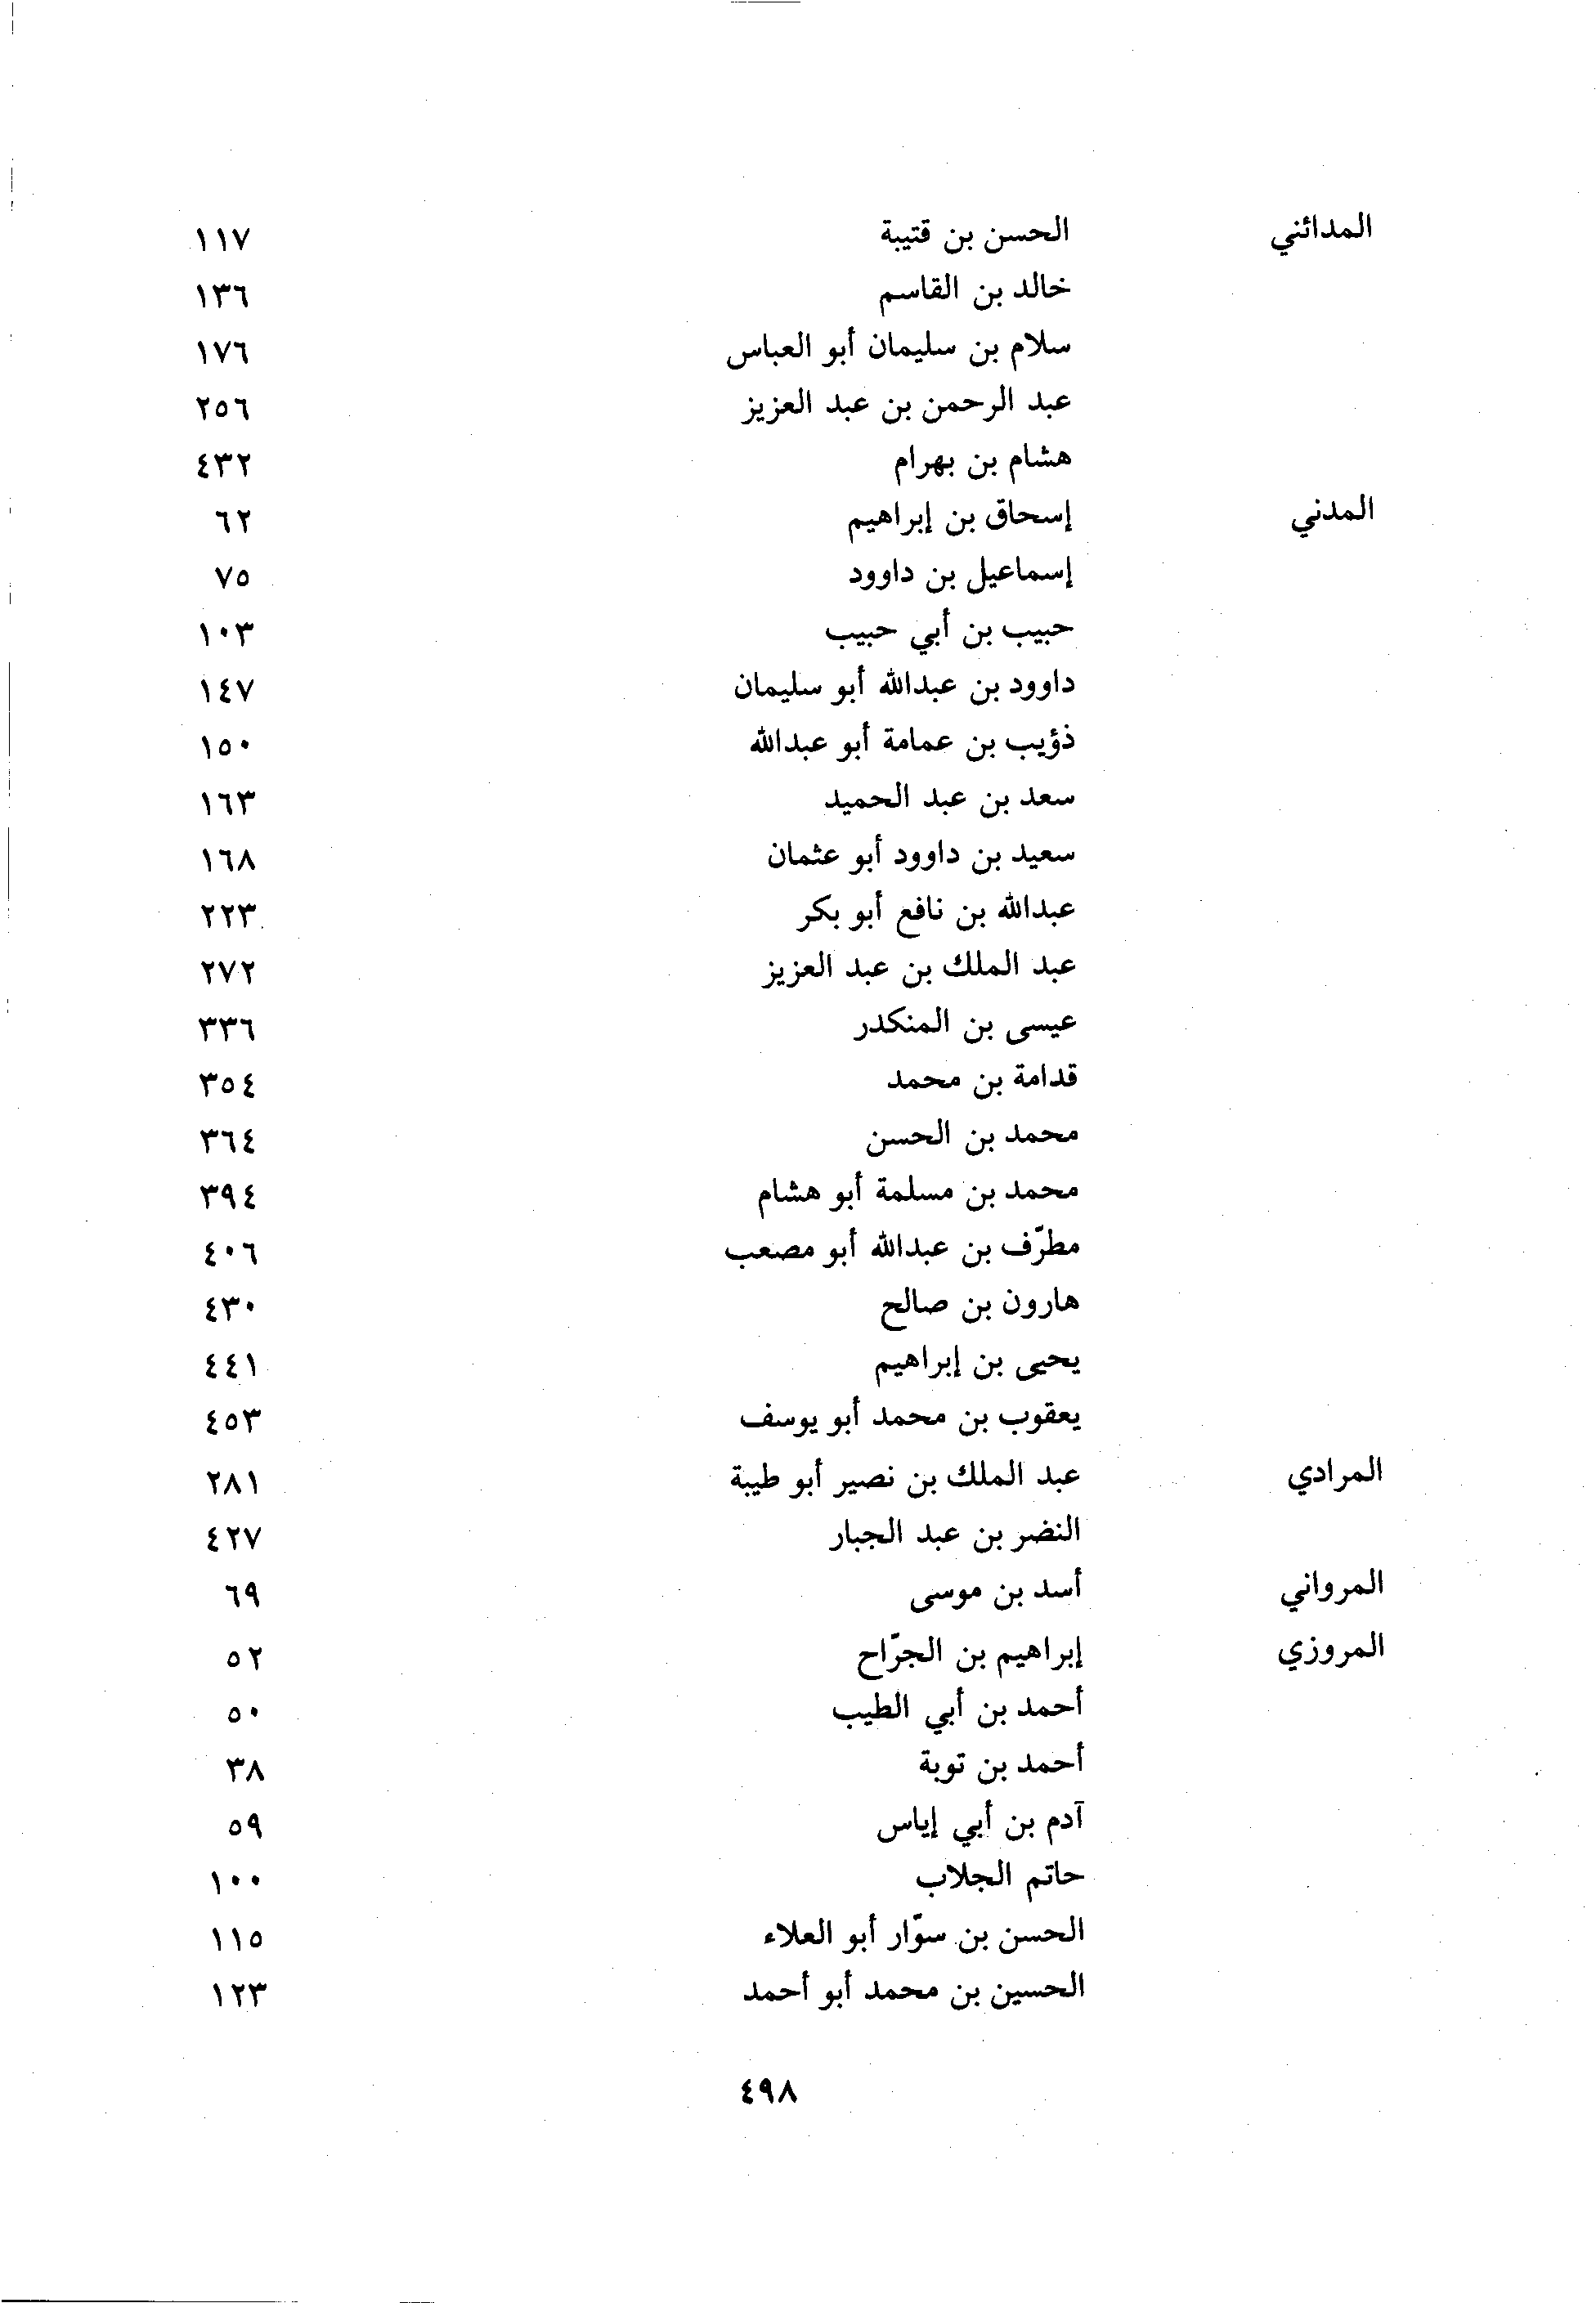 المدائني الحسن بن قتيبة ١١٧
خالد بن القاسم ١٣٦
سلام بن سليمان أبو العباس ١٧٦
عبد الرحمن بن عبد العزيز ٢٥٦
هشام بن بهرام ٤٣٢
المدني إسحاق بن إبراهيم ٦٢
إسماعيل بن داوود ٧٥
حبيب بن أبي حبيب ١٠٣
داوود بن عبدالله أبو سليمان ١٤٧
ذؤيب بن عمامة أبو عبدالله ١٥٠
سعد بن عبد الحميد ١٦٣
سعيد بن داوود أبو عثمان ١٦٨
عبدالله بن نافع أبو بكر ٢٢٣
عبد الملك بن عبد العزيز ٢٧٢
عيسى بن المنكدر ٣٣٦
قدامة بن محمد ٣٥٤
محمد بن الحسن ٣٦٤
محمد بن مسلمة أبو هشام ٣٩٤
مطرّف بن عبدالله أبو مصعب ٤٠٦
هارون بن صالح ٤٣٠
يحيى بن إبراهيم ٤٤١
يعقوب بن محمد أبو يوسف ٤٥٣
المرادي عبد الملك بن نصير أبو طيبة ٢٨١
النضر بن عبد الجبار ٤٢٧
المرواني أسد بن موسى ٦٩
المروزي إبراهيم بن الجرّاح ٥٢
أحمد بن أبي الطيب ٥٠
أحمد بن توبة ٣٨
آدم بن أبي إياس ٥٩
حاتم الجلاب ١٠٠
الحسن بن سوّار أبو العلاء ١١٥
الحسين بن محمد أبو أحمد ١٢٣
٤٩٨